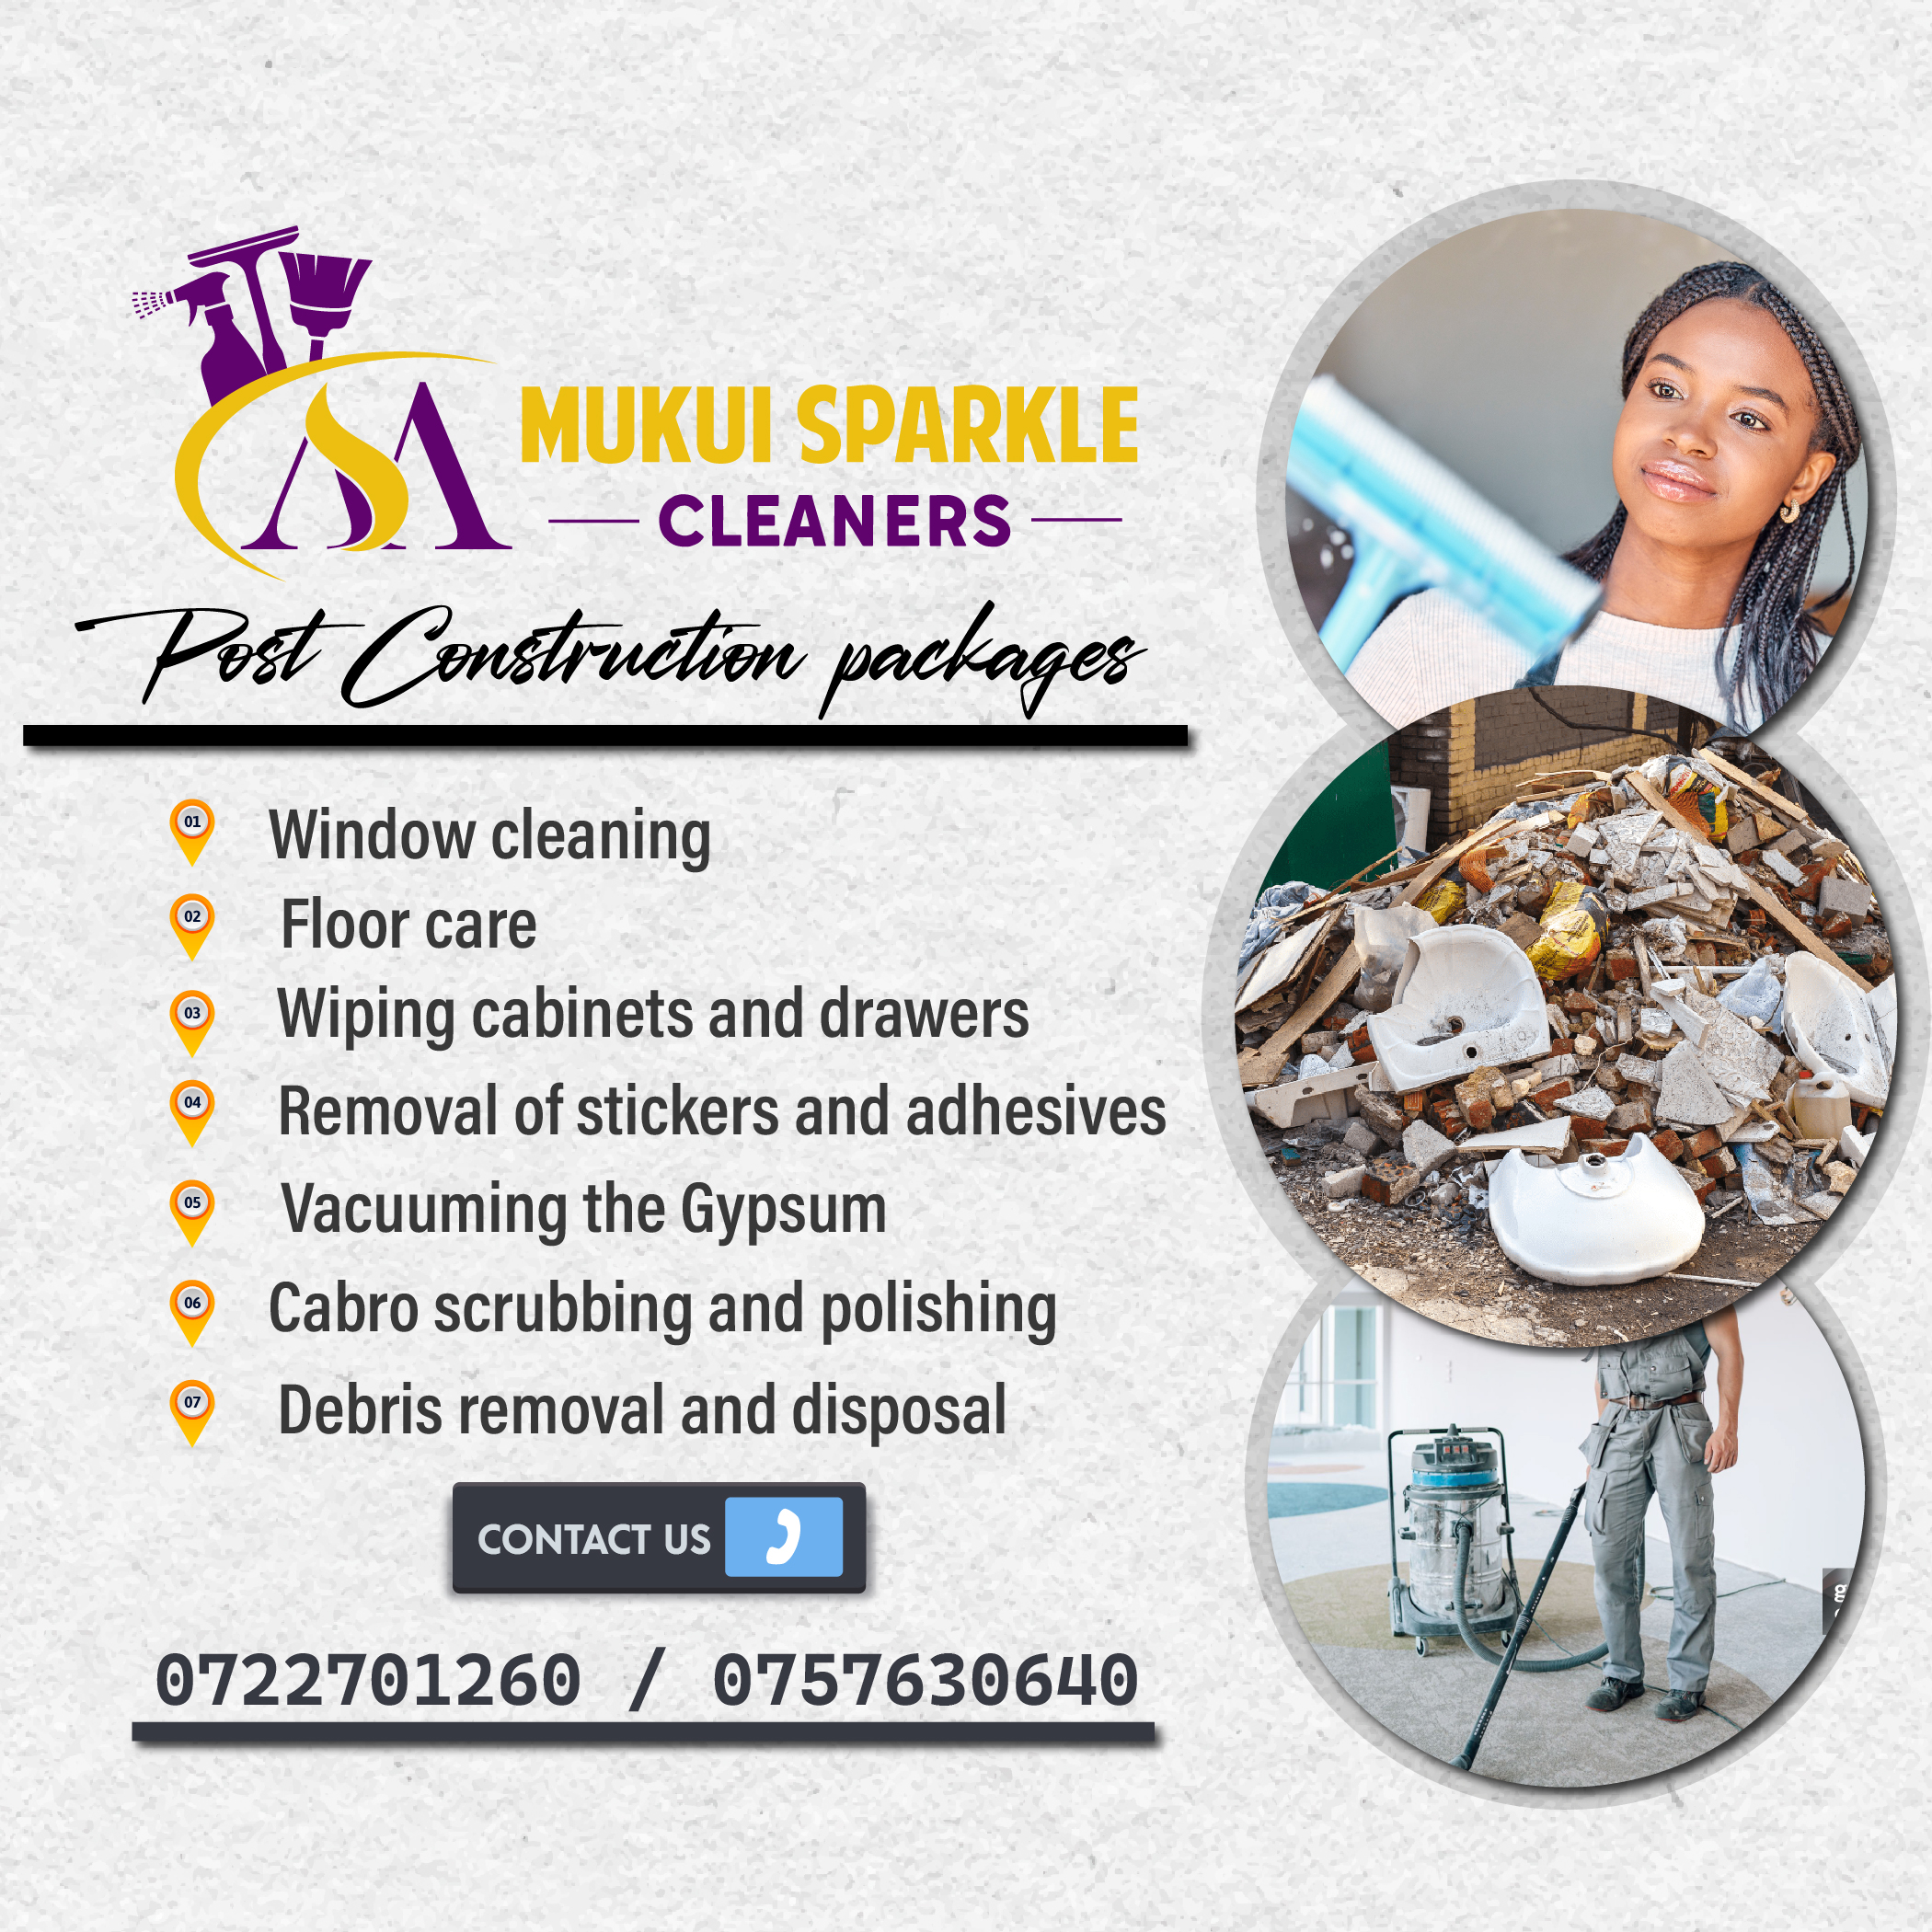 MUKUI SPARKLE
CLEANERS
Post Construction packages
01 Window cleaning
02 Floor care
03 Wiping cabinets and drawers
04 Removal of stickers and adhesives
05 Vacuuming the Gypsum
06 Cabro scrubbing and polishing
07 Debris removal and disposal
CONTACT US
0722701260 / 0757630640